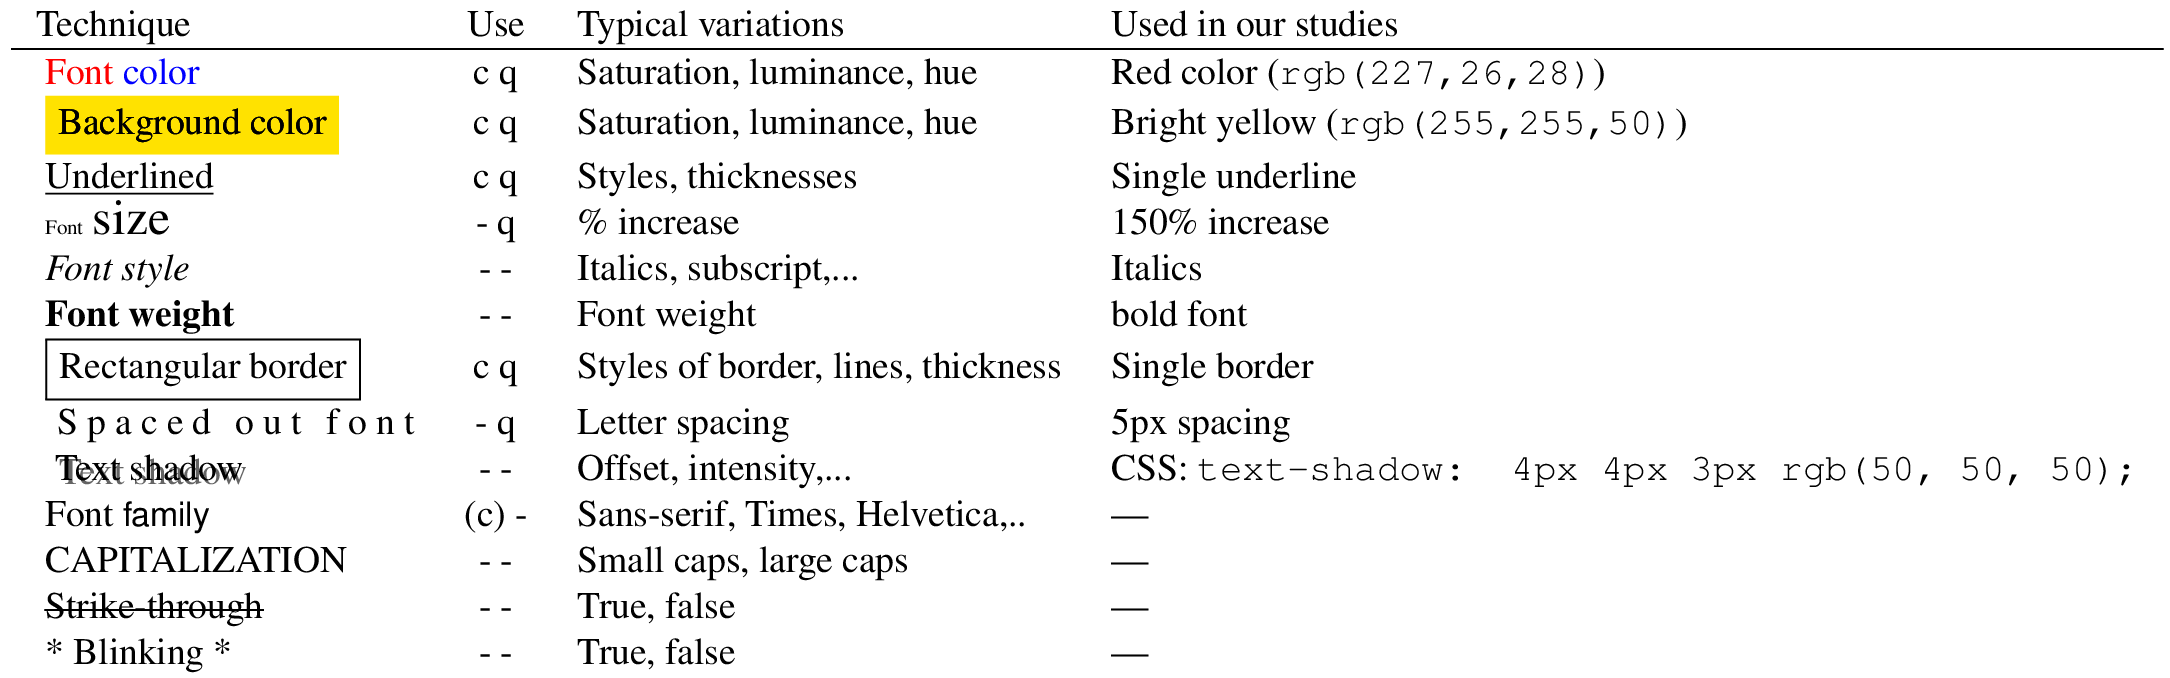 Technique Use Typical variations Used in our studies
Font color c q Saturation, luminance, hue Red color (rgb(227,26,28))
Background color c q Saturation, luminance, hue Bright yellow (rgb(255,255,50))
Underlined c q Styles, thicknesses Single underline
Font size - q % increase 150% increase
Font style - - Italics, subscript,... Italics
Font weight - - Font weight bold font
Rectangular border c q Styles of border, lines, thickness Single border
Spaced out font - q Letter spacing 5px spacing
Text shadow - - Offset, intensity,... CSS: text-shadow: 4px 4px 3px rgb(50, 50, 50);
Font family (c) - Sans-serif, Times, Helvetica,.. —
CAPITALIZATION - - Small caps, large caps —
Strike-through - - True, false —
* Blinking * - - True, false —